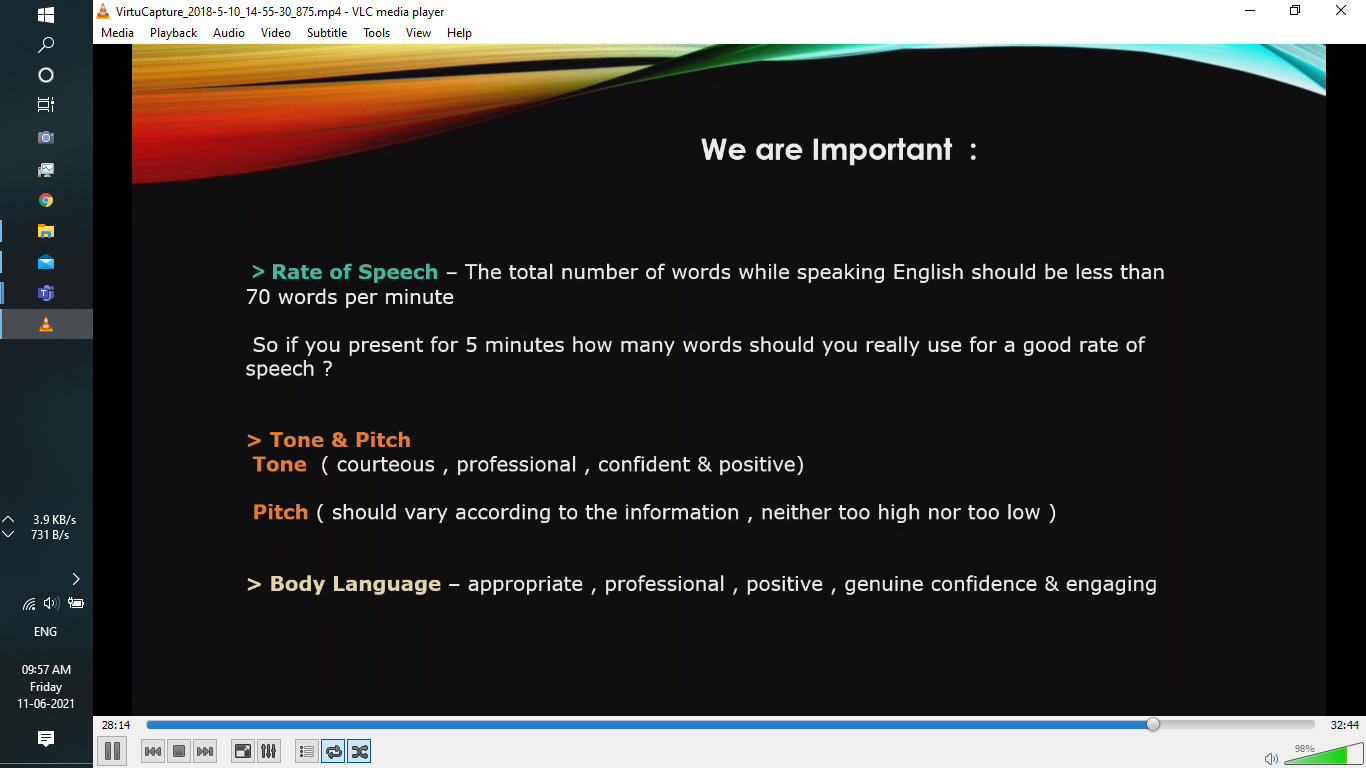 VirtuCapture_2018-5-10_14-55-30_875.mp4 - VLC media player
Media Playback Audio Video Subtitle Tools View Help
We are Important :
> Rate of Speech – The total number of words while speaking English should be less than
70 words per minute
So if you present for 5 minutes how many words should you really use for a good rate of
speech ?
> Tone & Pitch
Tone ( courteous , professional , confident & positive)
Pitch ( should vary according to the information , neither too high nor too low )
> Body Language – appropriate , professional , positive , genuine confidence & engaging
3.9 KB/s
731 B/s
ENG
09:57 AM
Friday
11-06-2021
28:14
32:44
98%